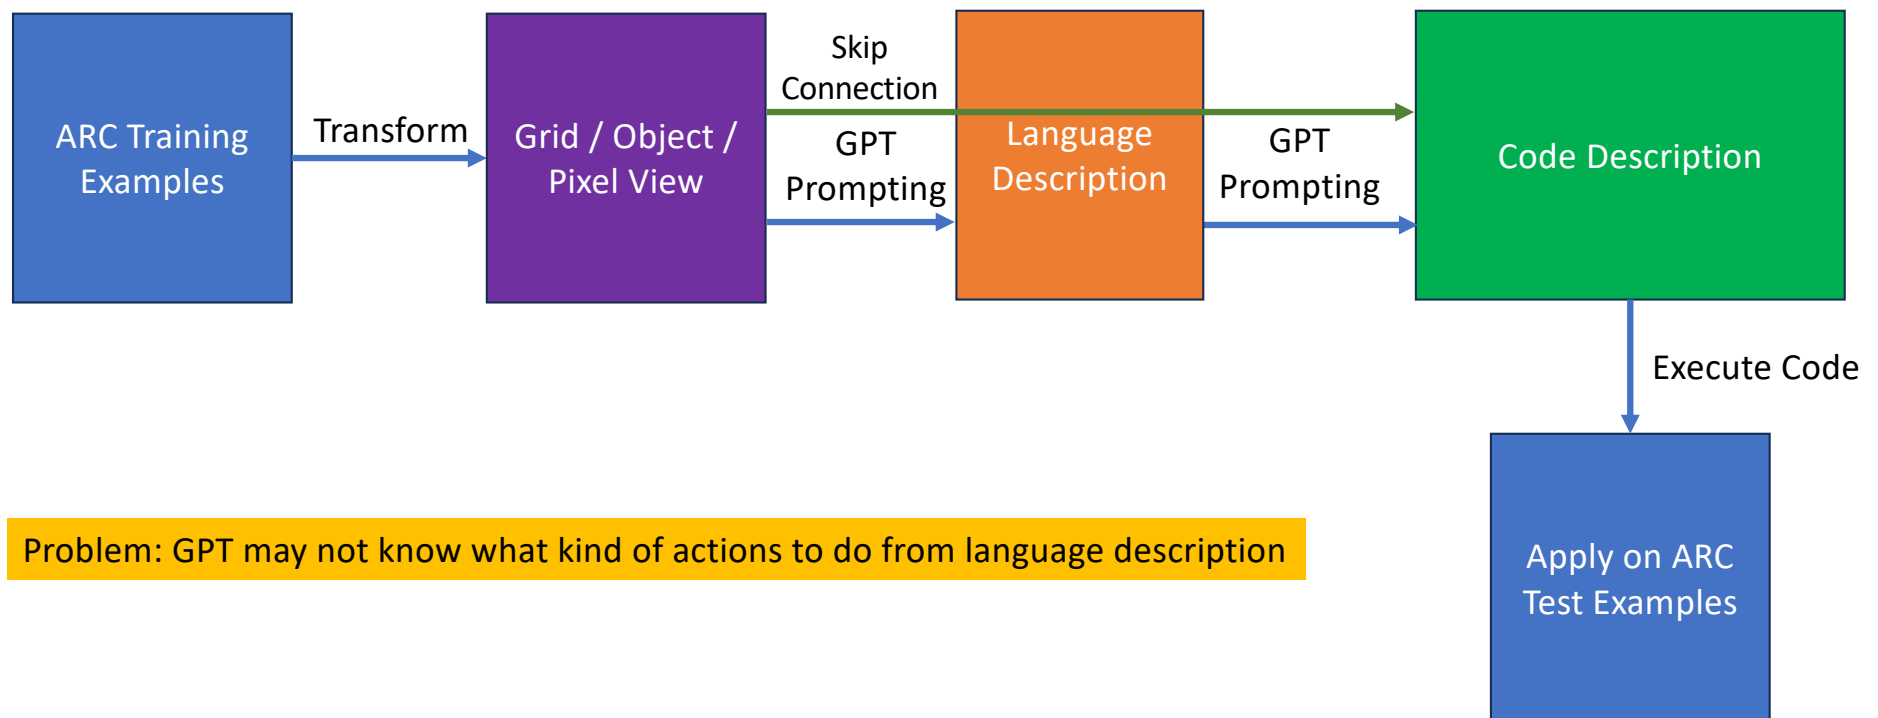 ARC Training
Examples
Transform
Grid / Object /
Pixel View
Skip
Connection
GPT
Prompting
Language
Description
GPT
Prompting
Code Description
Execute Code
Apply on ARC
Test Examples
Problem: GPT may not know what kind of actions to do from language description